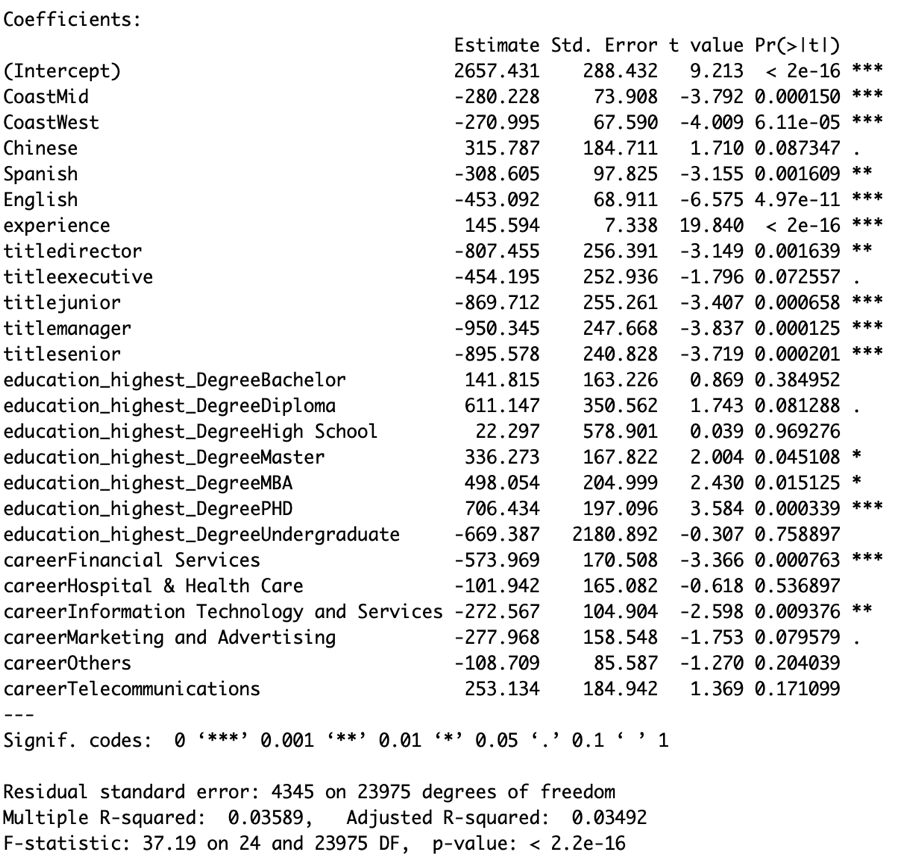 Coefficients:
Estimate Std. Error t value Pr(>|t|)
(Intercept) 2657.431 288.432 9.213 < 2e-16 ***
CoastMid -280.228 73.908 -3.792 0.000150 ***
CoastWest -270.995 67.590 -4.009 6.11e-05 ***
Chinese 315.787 184.711 1.710 0.087347 .
Spanish -308.605 97.825 -3.155 0.001609 **
English -453.092 68.911 -6.575 4.97e-11 ***
experience 145.594 7.338 19.840 < 2e-16 ***
titledirector -807.455 256.391 -3.149 0.001639 **
titleexecutive -454.195 252.936 -1.796 0.072557 .
titlejunior -869.712 255.261 -3.407 0.000658 ***
titlemanager -950.345 247.668 -3.837 0.000125 ***
titlesenior -895.578 240.828 -3.719 0.000201 ***
education_highest_DegreeBachelor 141.815 163.226 0.869 0.384952
education_highest_DegreeDiploma 611.147 350.562 1.743 0.081288 .
education_highest_DegreeHigh School 22.297 578.901 0.039 0.969276
education_highest_DegreeMaster 336.273 167.822 2.004 0.045108 *
education_highest_DegreeMBA 498.054 204.999 2.430 0.015125 *
education_highest_DegreePHD 706.434 197.096 3.584 0.000339 ***
education_highest_DegreeUndergraduate -669.387 2180.892 -0.307 0.758897
careerFinancial Services -573.969 170.508 -3.366 0.000763 ***
careerHospital & Health Care -101.942 165.082 -0.618 0.536897
careerInformation Technology and Services -272.567 104.904 -2.598 0.009376 **
careerMarketing and Advertising -277.968 158.548 -1.753 0.079579 .
careerOthers -108.709 85.587 -1.270 0.204039
careerTelecommunications 253.134 184.942 1.369 0.171099
---
Signif. codes: 0 ‘***’ 0.001 ‘**’ 0.01 ‘*’ 0.05 ‘.’ 0.1 ‘ ’ 1
Residual standard error: 4345 on 23975 degrees of freedom
Multiple R-squared: 0.03589, Adjusted R-squared: 0.03492
F-statistic: 37.19 on 24 and 23975 DF, p-value: < 2.2e-16